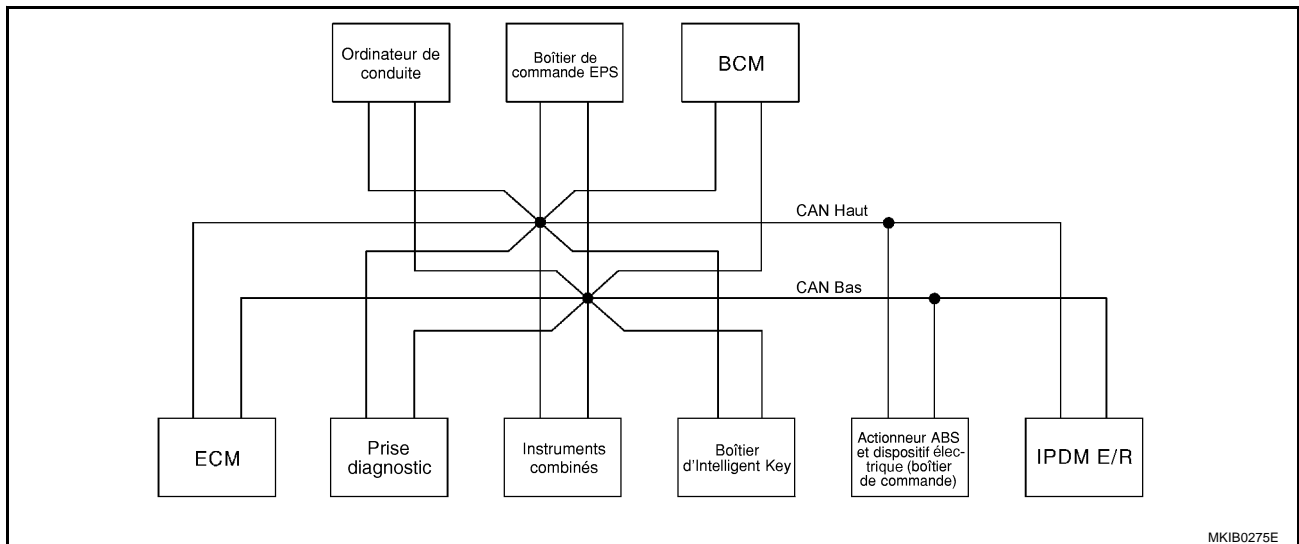 Ordinateur de
conduite
Boîtier de
commande EPS
BCM
CAN Haut
CAN Bas
ECM
Prise
diagnostic
Instruments
combinés
Boîtier
d'Intelligent Key
Actionneur ABS
et dispositif élec-
trique (boîtier
de commande)
IPDM E/R
MKIB0275E